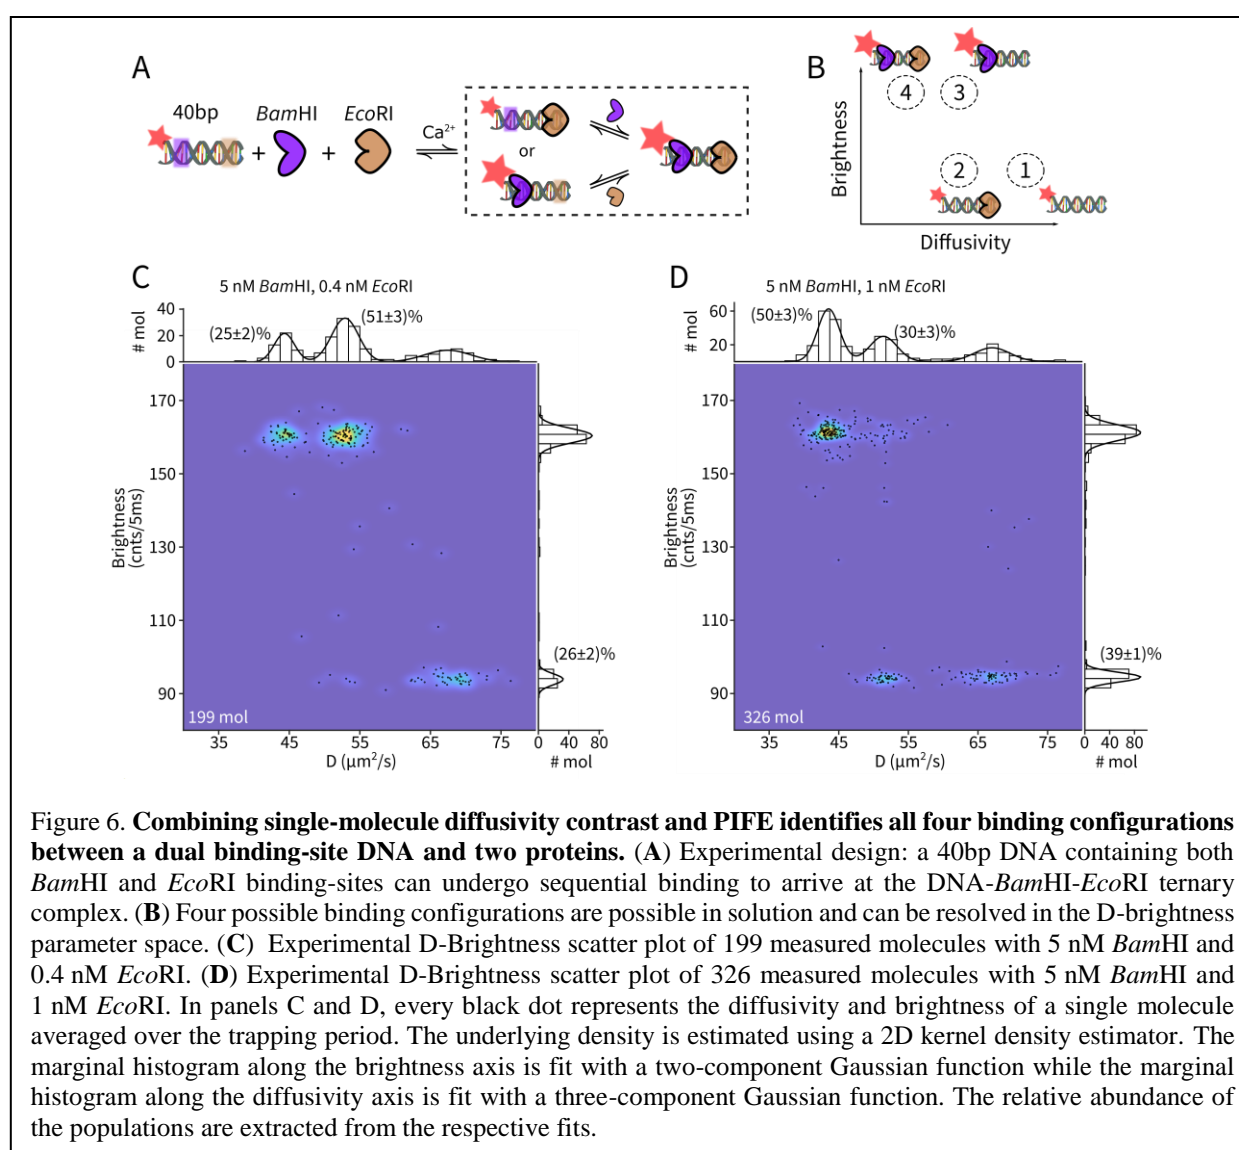 A
40bp
BamHI
EcoRI
+
+
Ca2+
or
B
Brightness
4
3
2
1
Diffusivity
C
5 nM BamHI, 0.4 nM EcoRI
# mol
40
20
0
(25±2)%
(51±3)%
170
150
130
110
90
Brightness
(cnts/5ms)
199 mol
(26±2)%
35 45 55 65 75
D (μm2/s)
0 40 80
# mol
D
5 nM BamHI, 1 nM EcoRI
# mol
60
20
(50±3)%
(30±3)%
170
150
130
110
90
Brightness
(cnts/5ms)
326 mol
(39±1)%
35 45 55 65 75
D (μm2/s)
0 40 80
# mol
Figure 6. Combining single-molecule diffusivity contrast and PIFE identifies all four binding configurations
between a dual binding-site DNA and two proteins. (A) Experimental design: a 40bp DNA containing both
BamHI and EcoRI binding-sites can undergo sequential binding to arrive at the DNA-BamHI-EcoRI ternary
complex. (B) Four possible binding configurations are possible in solution and can be resolved in the D-brightness
parameter space. (C) Experimental D-Brightness scatter plot of 199 measured molecules with 5 nM BamHI and
0.4 nM EcoRI. (D) Experimental D-Brightness scatter plot of 326 measured molecules with 5 nM BamHI and
1 nM EcoRI. In panels C and D, every black dot represents the diffusivity and brightness of a single molecule
averaged over the trapping period. The underlying density is estimated using a 2D kernel density estimator. The
marginal histogram along the brightness axis is fit with a two-component Gaussian function while the marginal
histogram along the diffusivity axis is fit with a three-component Gaussian function. The relative abundance of
the populations are extracted from the respective fits.